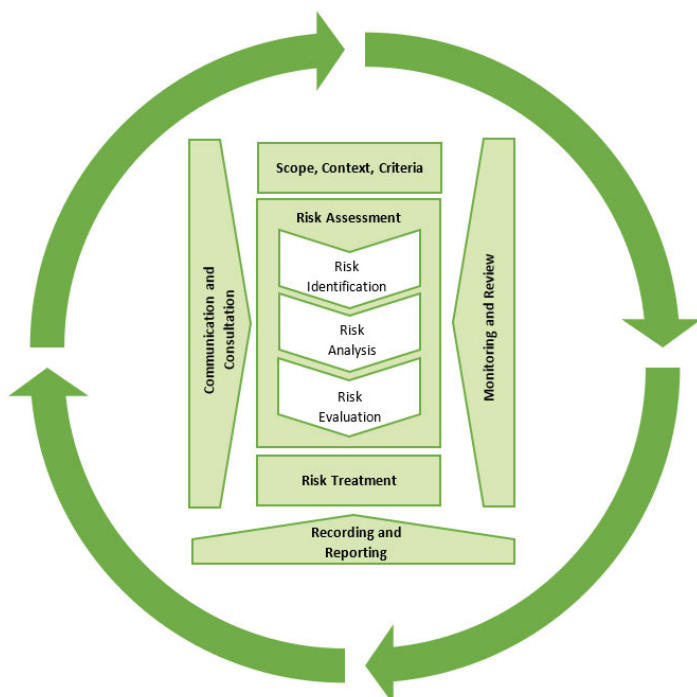 Scope, Context, Criteria
Risk Assessment
Risk
Identification
Risk
Analysis
Risk
Evaluation
Risk Treatment
Communication and
Consultation
Monitoring and Review
Recording and
Reporting